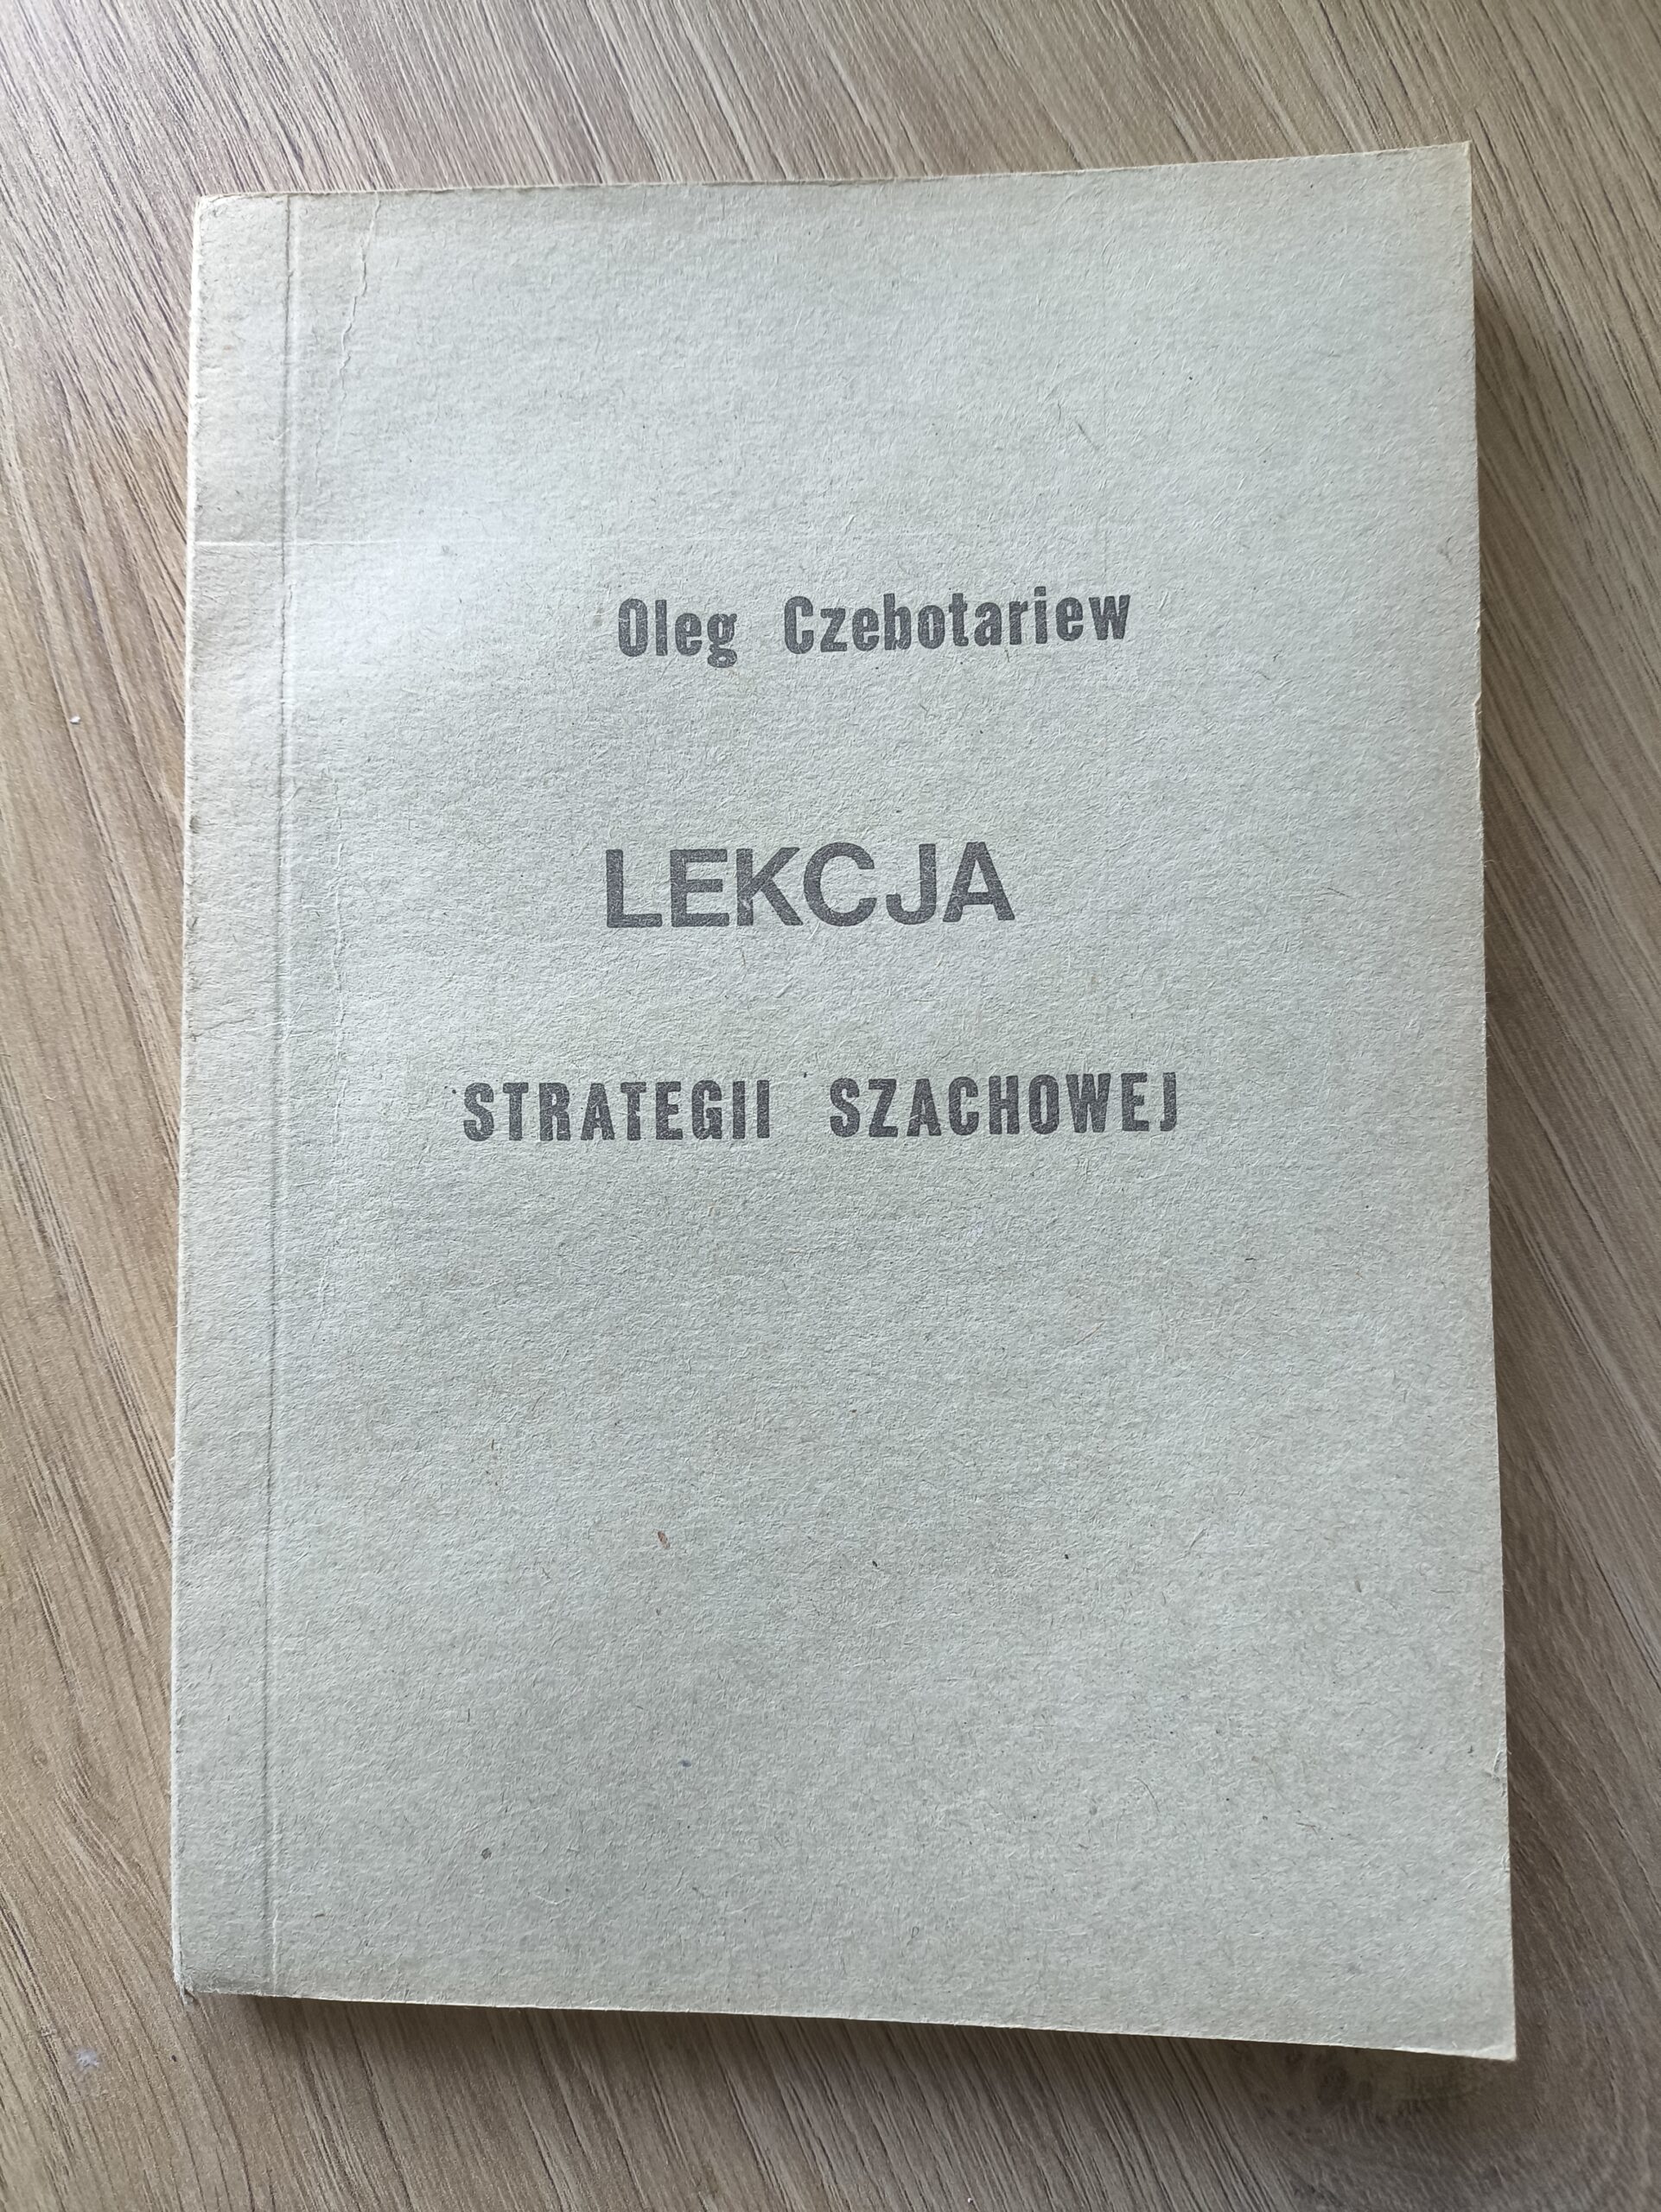 Oleg Czebotariew
LEKCJA
STRATEGII SZACHOWEJ